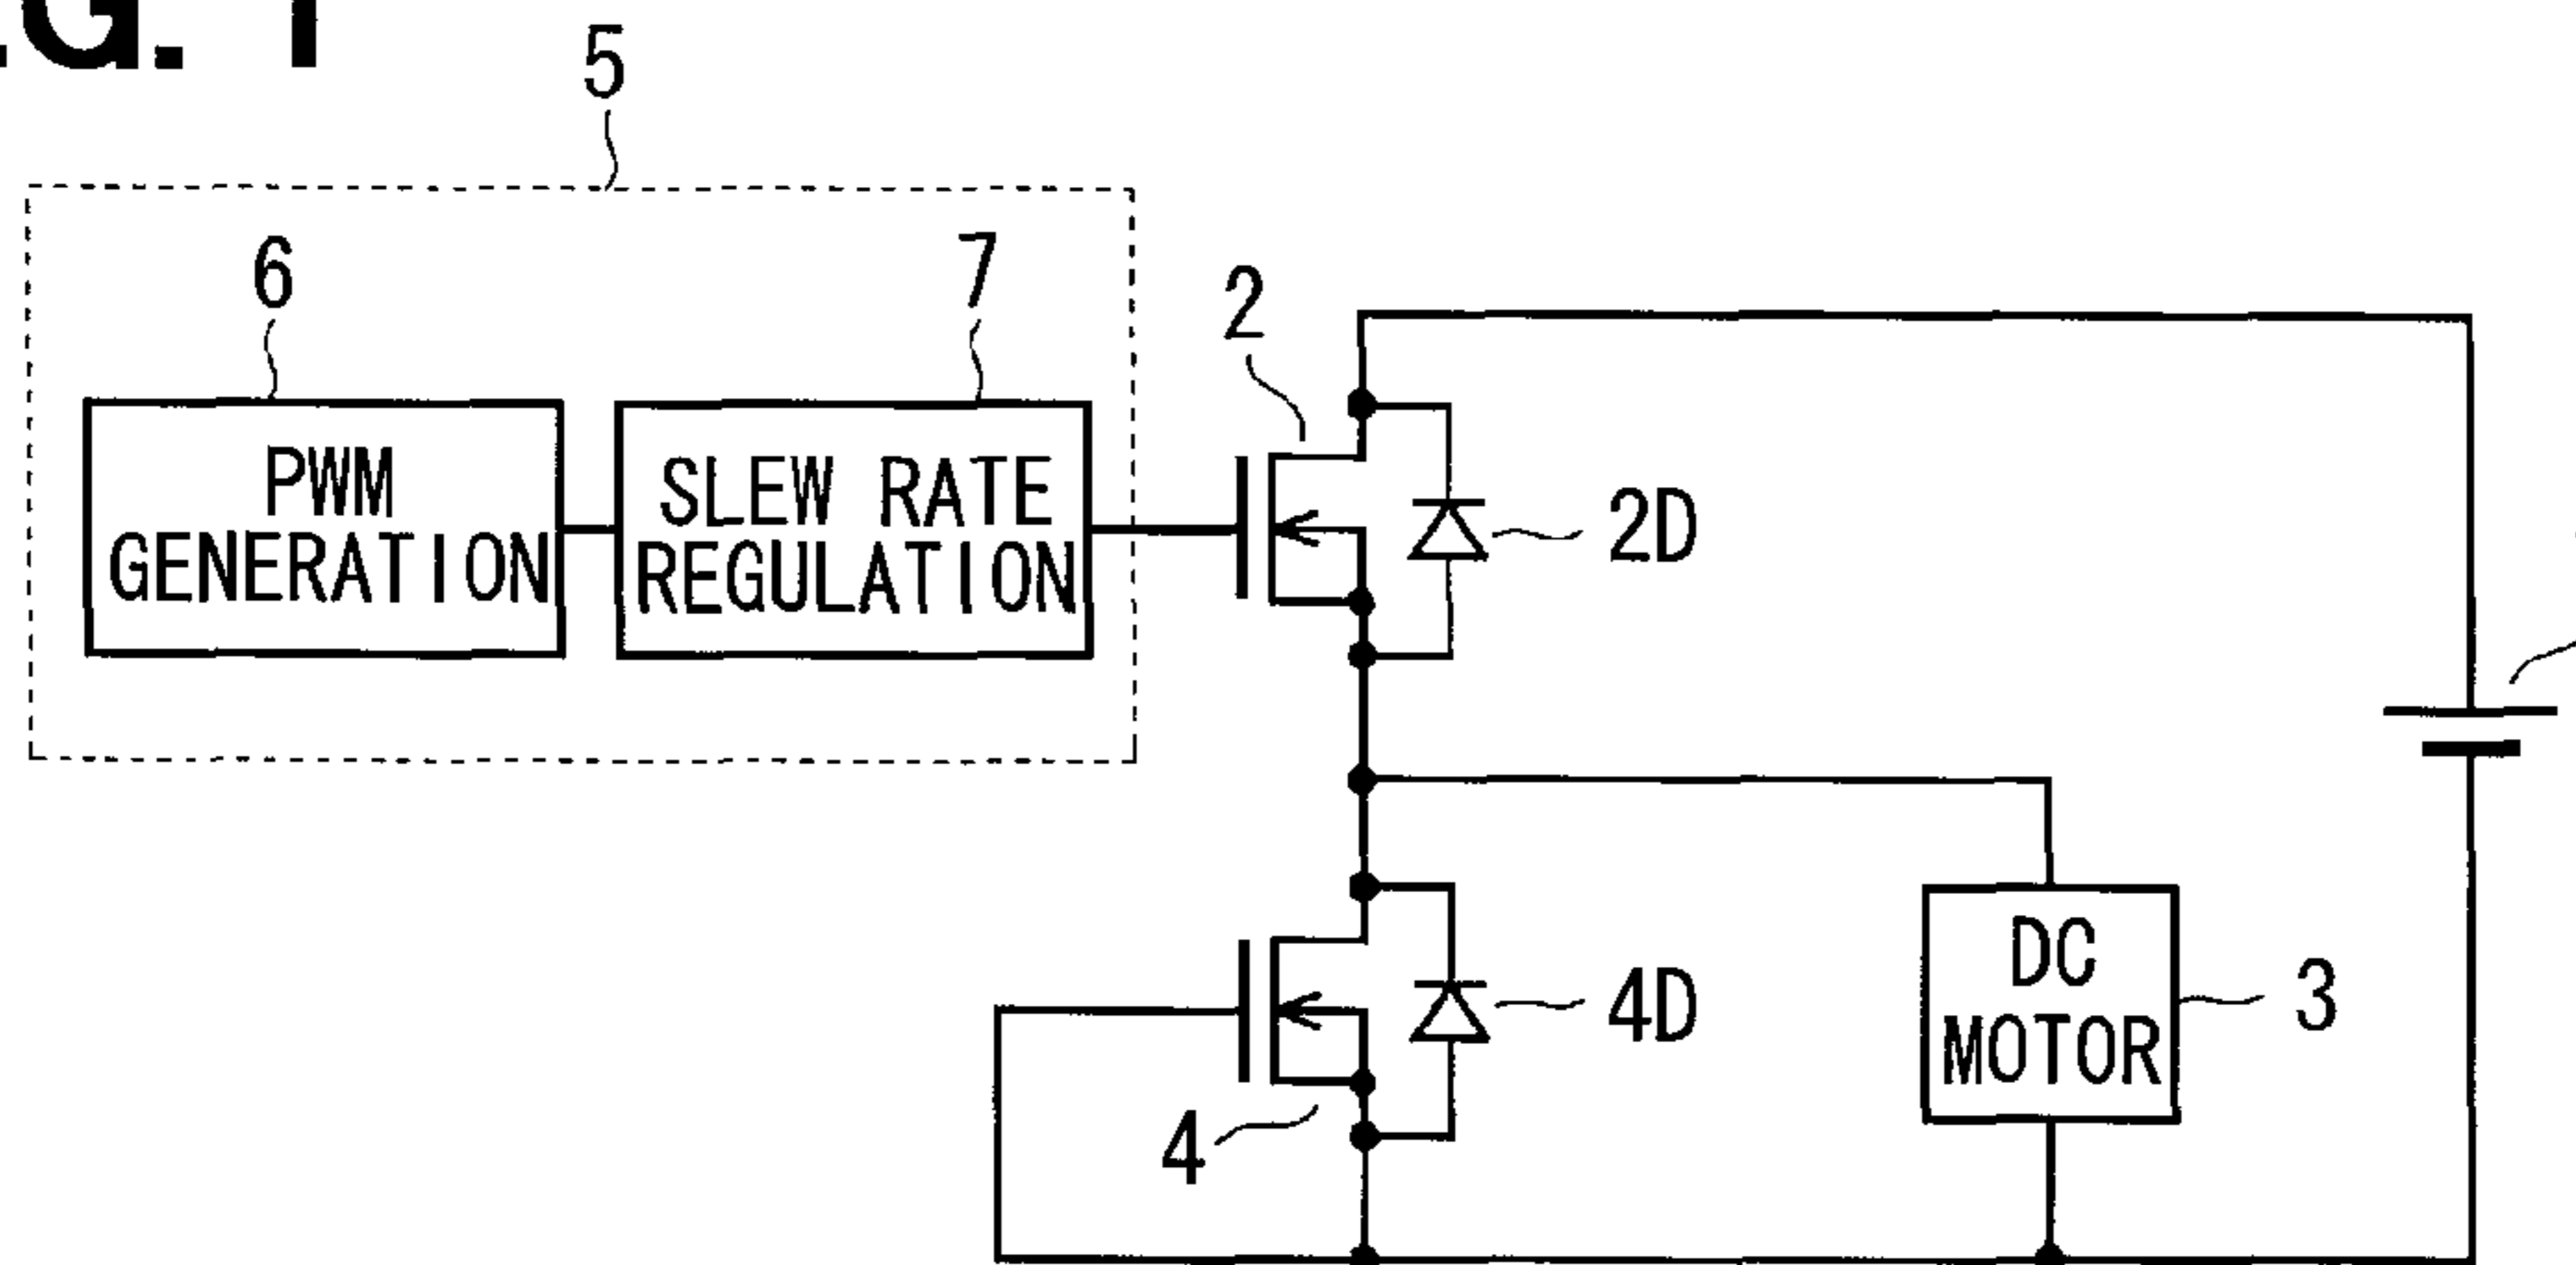 G. 1
5
6
7
2
PWM
GENERATION
SLEW RATE
REGULATION
2D
4D
DC
MOTOR
3
4